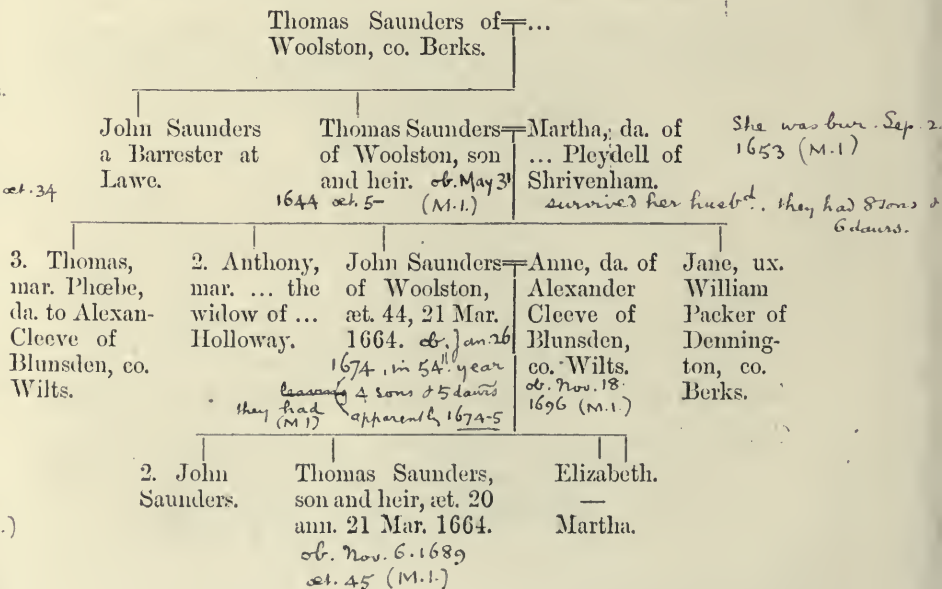 Thomas Saunders of = ...
Woolston, co. Berks.
John Saunders
a Barrester at
Lawe.
Thomas Saunders =
of Woolston, son
and heir. ob. May 31
1644 æt. 5-
(M.I.)
Martha, da. of
... Pleydell of
Shrivenham.
survived her husbd. they had 8 sons &
6 daurs.
She was bur. Sep. 2
1653 (M.I)
æt. 34
3. Thomas,
mar. Phœbe,
da. to Alexan-
Cleeve of
Blunsden, co.
Wilts.
2. Anthony,
mar. ... the
widow of ...
Holloway.
John Saunders =
of Woolston,
æt. 44, 21 Mar.
1664. ob. Jan. 26
1674, in 54th year
leaving 4 sons & 5 daurs
they had
(M I)
apparently 1674-5
Anne, da. of
Alexander
Cleeve of
Blunsden,
co. Wilts.
ob. Nov. 18.
1696 (M.I.)
Jane, ux.
William
Packer of
Denning-
ton, co.
Berks.
2. John
Saunders.
Thomas Saunders,
son and heir, æt. 20
ann. 21 Mar. 1664.
ob. Nov. 6. 1689
æt. 45 (M.I.)
Elizabeth.
—
Martha.
.)